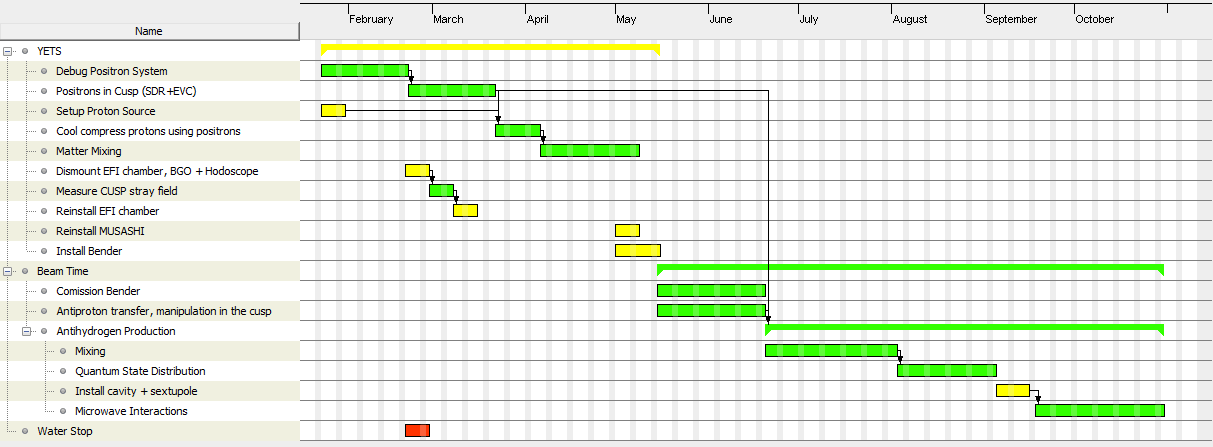 February March April May June July August September October
Name
YETS
Debug Positron System
Positrons in Cusp (SDR+EVC)
Setup Proton Source
Cool compress protons using positrons
Matter Mixing
Dismount EFI chamber, BGO + Hodoscope
Measure CUSP stray field
Reinstall EFI chamber
Reinstall MUSASHI
Install Bender
Beam Time
Comission Bender
Antiproton transfer, manipulation in the cusp
Antihydrogen Production
Mixing
Quantum State Distribution
Install cavity + sextupole
Microwave Interactions
Water Stop